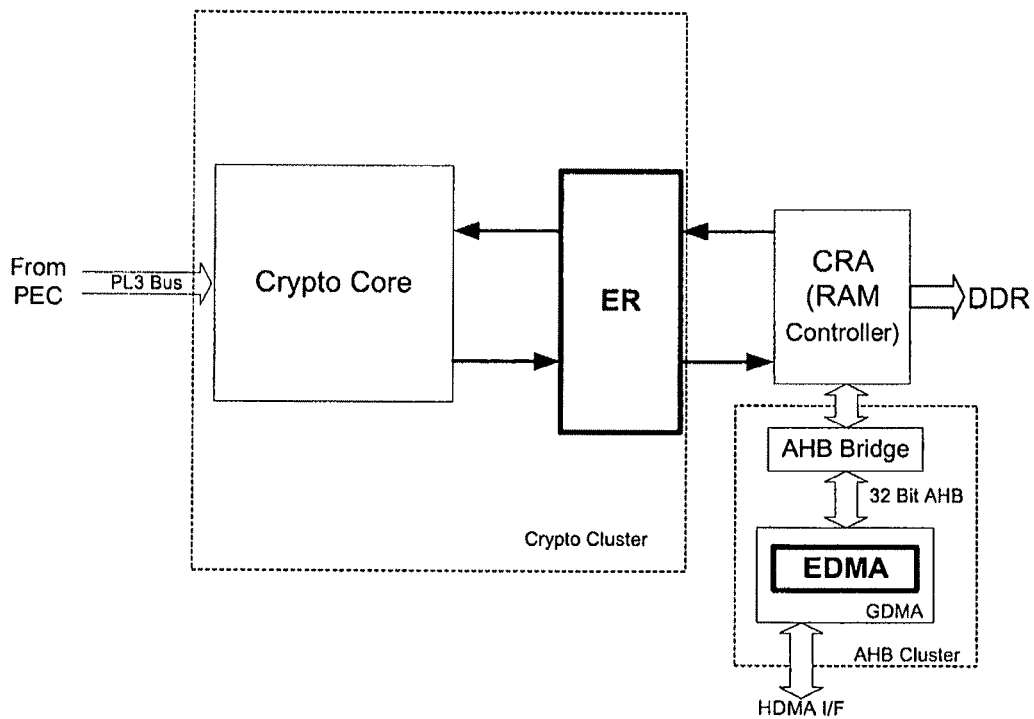 From
PEC
PL3 Bus
Crypto Core
ER
CRA
(RAM
Controller)
DDR
AHB Bridge
32 Bit AHB
Crypto Cluster
EDMA
GDMA
AHB Cluster
HDMA I/F